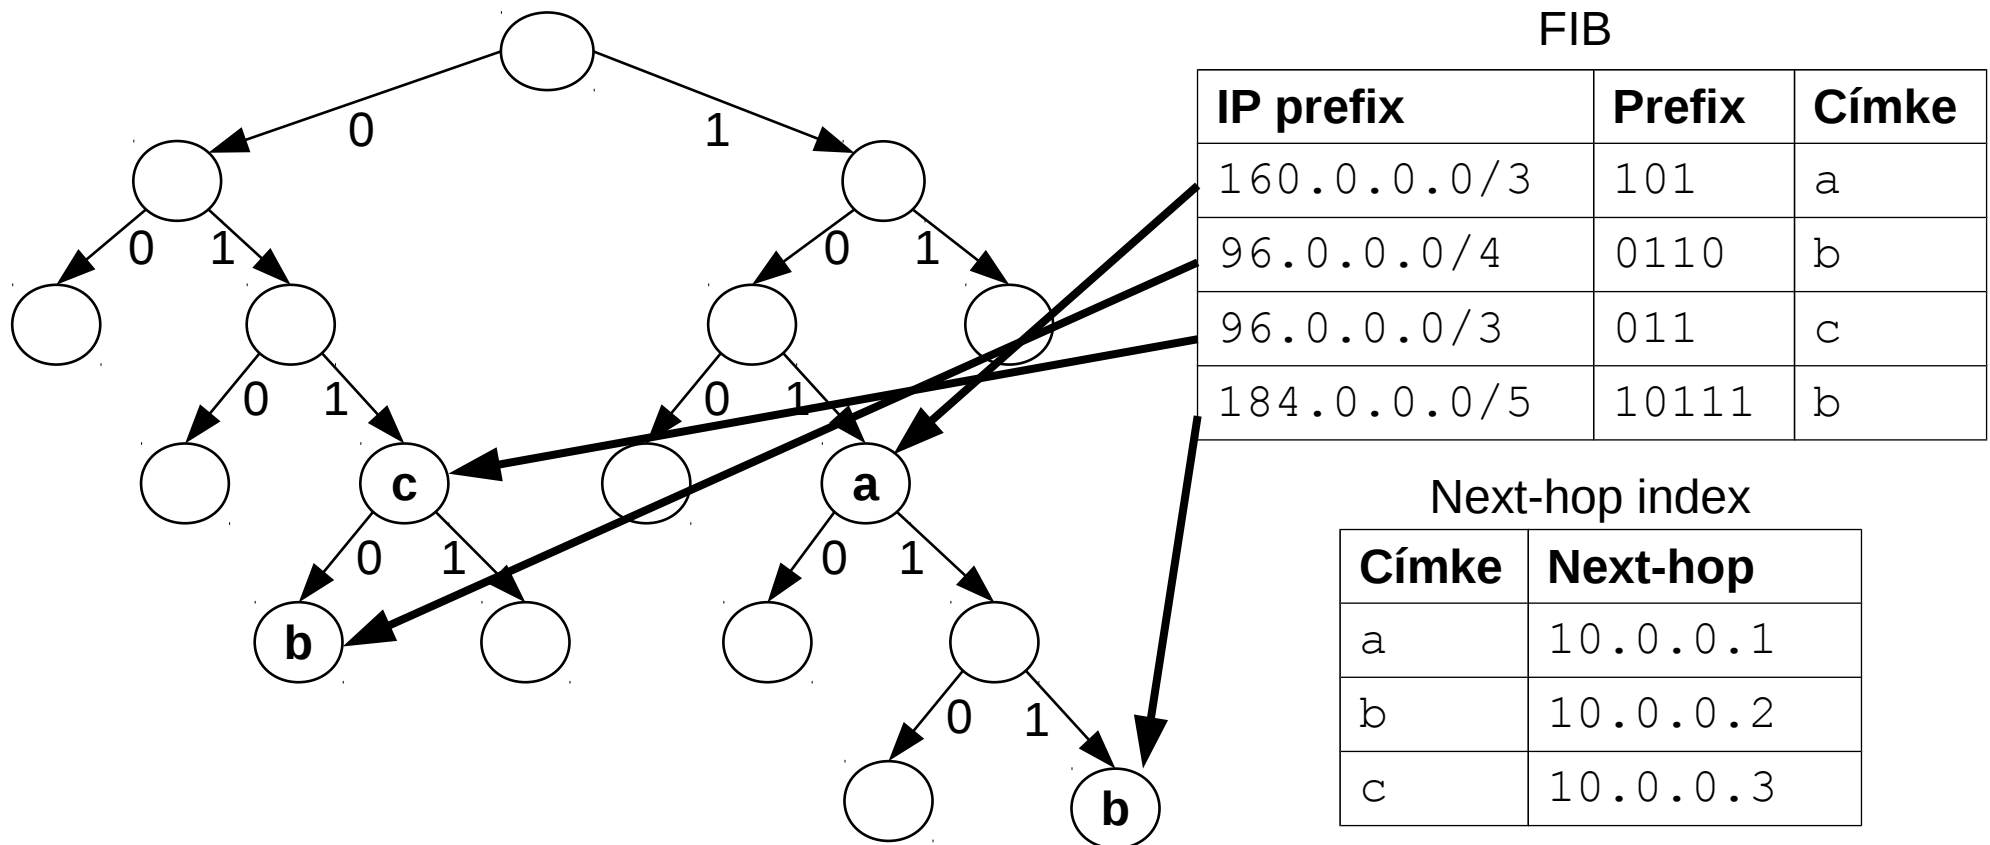 FIB
IP prefix Prefix Címke
160.0.0.0/3 101 a
96.0.0.0/4 0110 b
96.0.0.0/3 011 c
184.0.0.0/5 10111 b
Next-hop index
Címke Next-hop
a 10.0.0.1
b 10.0.0.2
c 10.0.0.3
0 1
0 1 0 1
0 1 0 1
c a
0 1 0 1
b
0 1
b